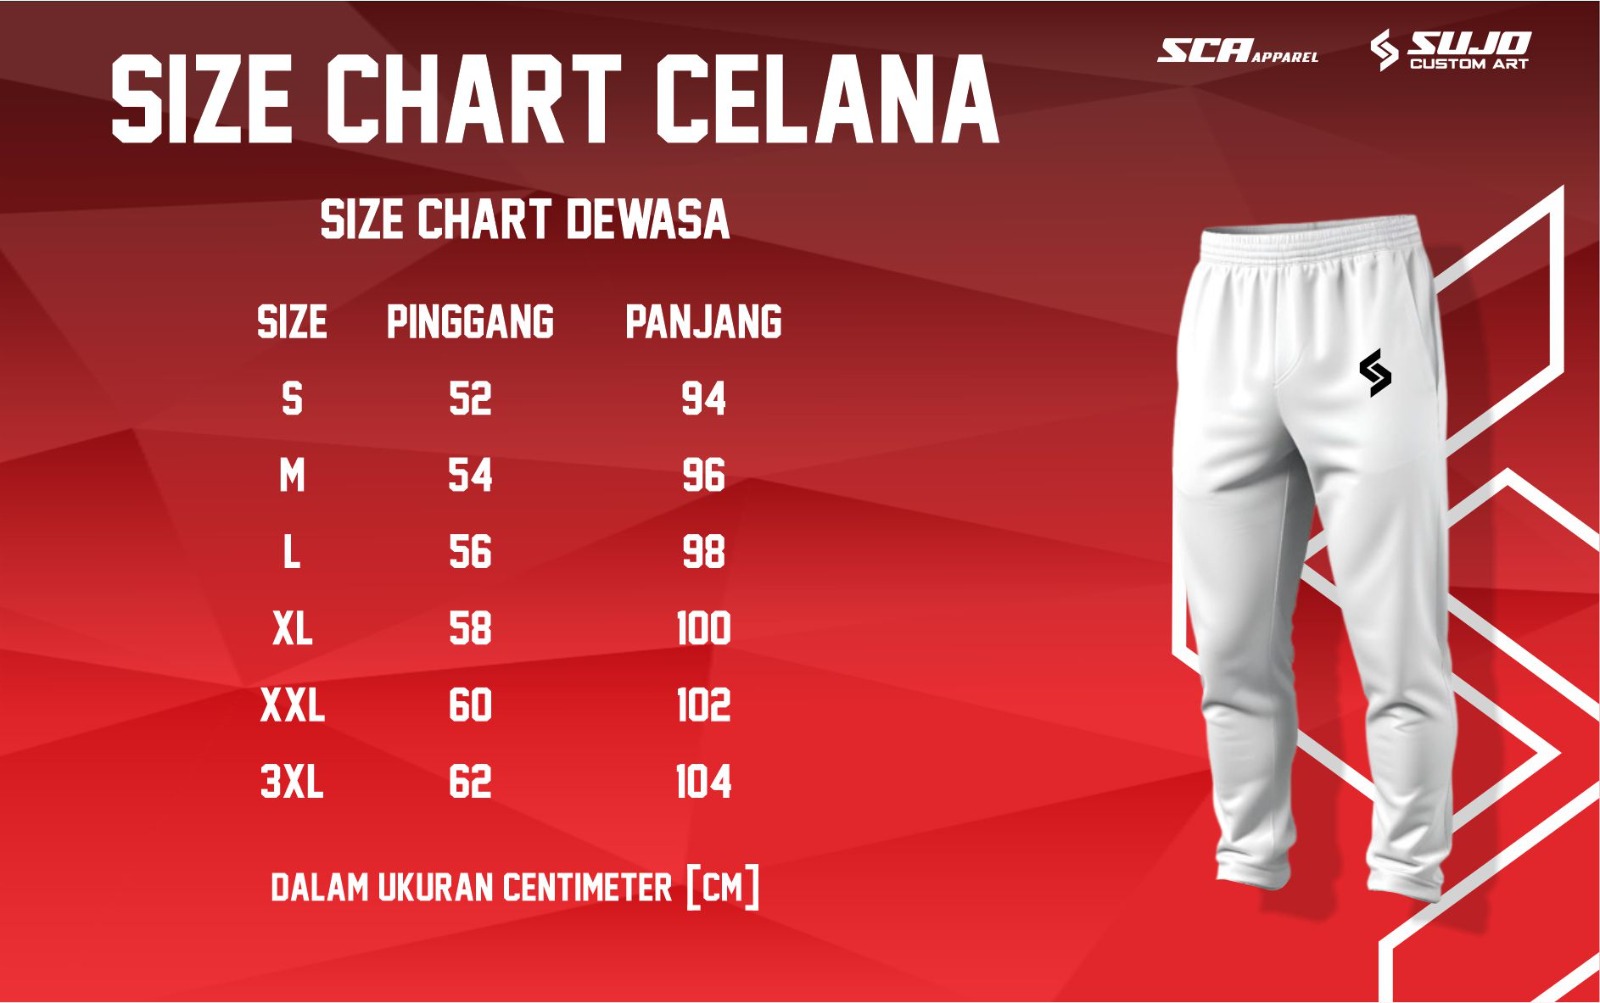 SCA APPAREL
SUJO
CUSTOM ART
SIZE CHART CELANA
SIZE CHART DEWASA
SIZE PINGGANG PANJANG
S 52 94
M 54 96
L 56 98
XL 58 100
XXL 60 102
3XL 62 104
DALAM UKURAN CENTIMETER [CM]